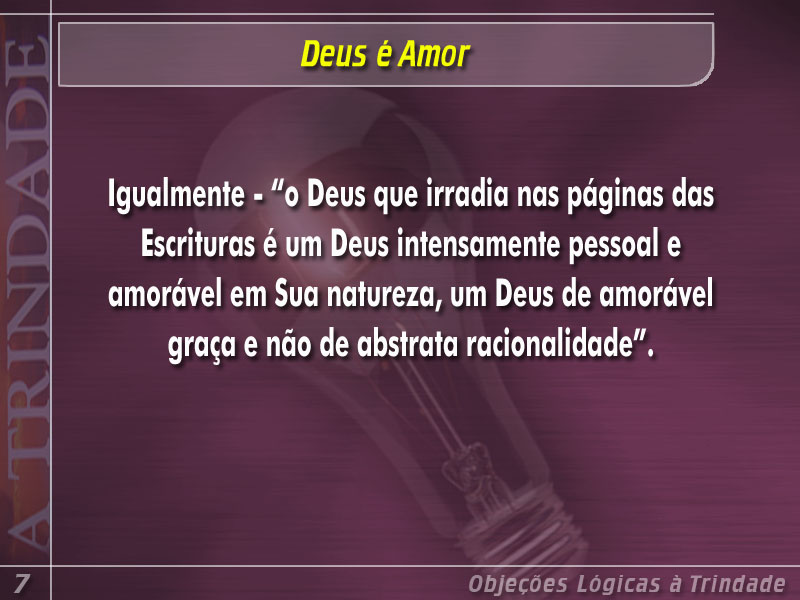 Deus é Amor
Igualmente - “o Deus que irradia nas páginas das
Escrituras é um Deus intensamente pessoal e
amorável em Sua natureza, um Deus de amorável
graça e não de abstrata racionalidade”.
A TRINDADE
7
Objeções Lógicas à Trindade